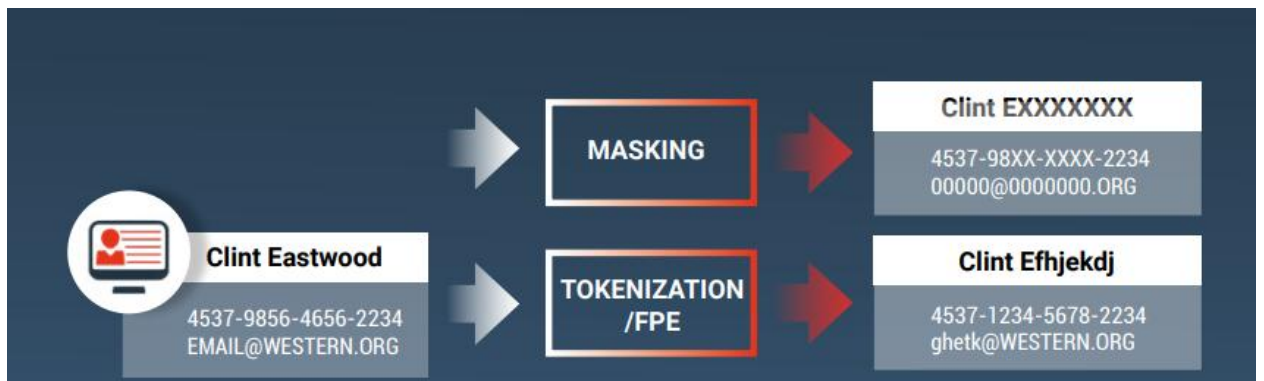 MASKING
Clint EXXXXXXX
4537-98XX-XXXX-2234
00000@0000000.ORG
Clint Eastwood
4537-9856-4656-2234
EMAIL@WESTERN.ORG
TOKENIZATION
/FPE
Clint Efhjekdj
4537-1234-5678-2234
ghetk@WESTERN.ORG